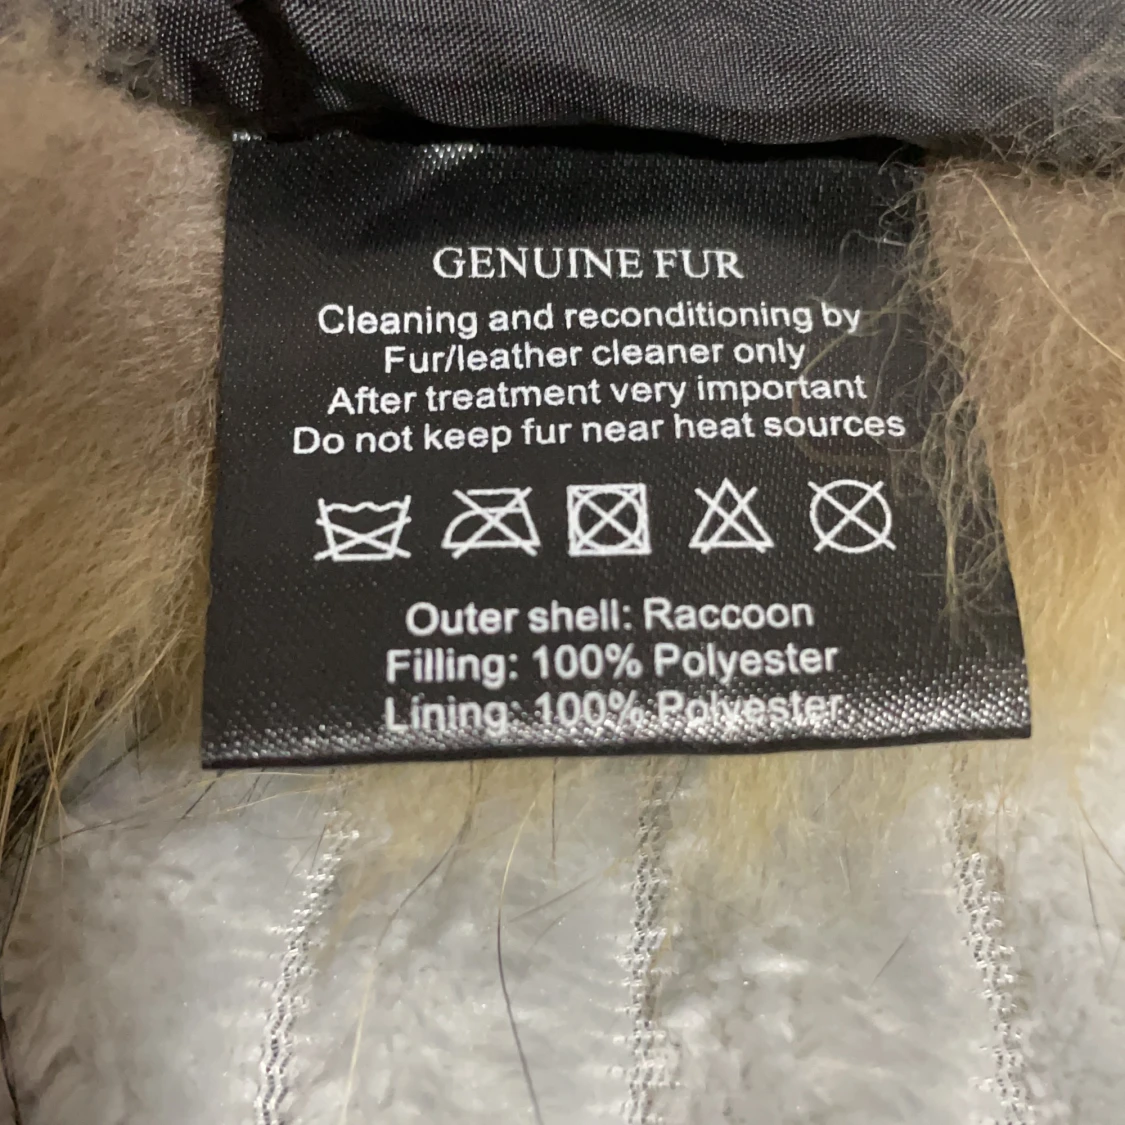 GENUINE FUR
Cleaning and reconditioning by
Fur/leather cleaner only
After treatment very important
Do not keep fur near heat sources
Outer shell: Raccoon
Filling: 100% Polyester
Lining: 100% Polyester